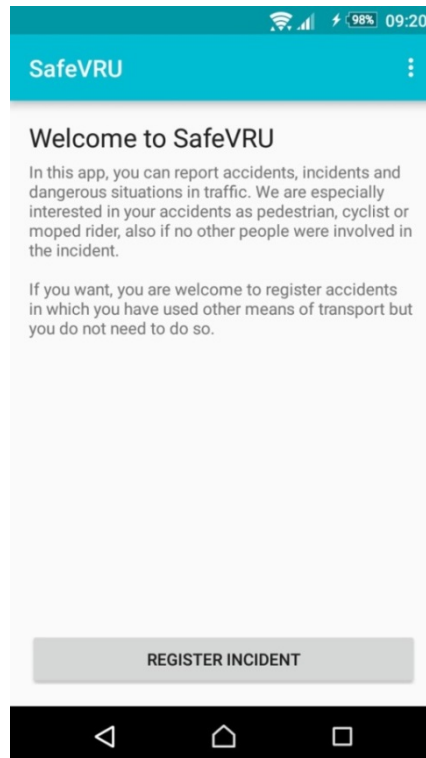 98% 09:20
SafeVRU
Welcome to SafeVRU
In this app, you can report accidents, incidents and
dangerous situations in traffic. We are especially
interested in your accidents as pedestrian, cyclist or
moped rider, also if no other people were involved in
the incident.
If you want, you are welcome to register accidents
in which you have used other means of transport but
you do not need to do so.
REGISTER INCIDENT